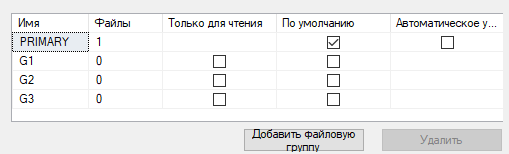 Имя Файлы Только для чтения По умолчанию Автоматическое у...
PRIMARY 1
G1 0
G2 0
G3 0
Добавить файловую группу
Удалить